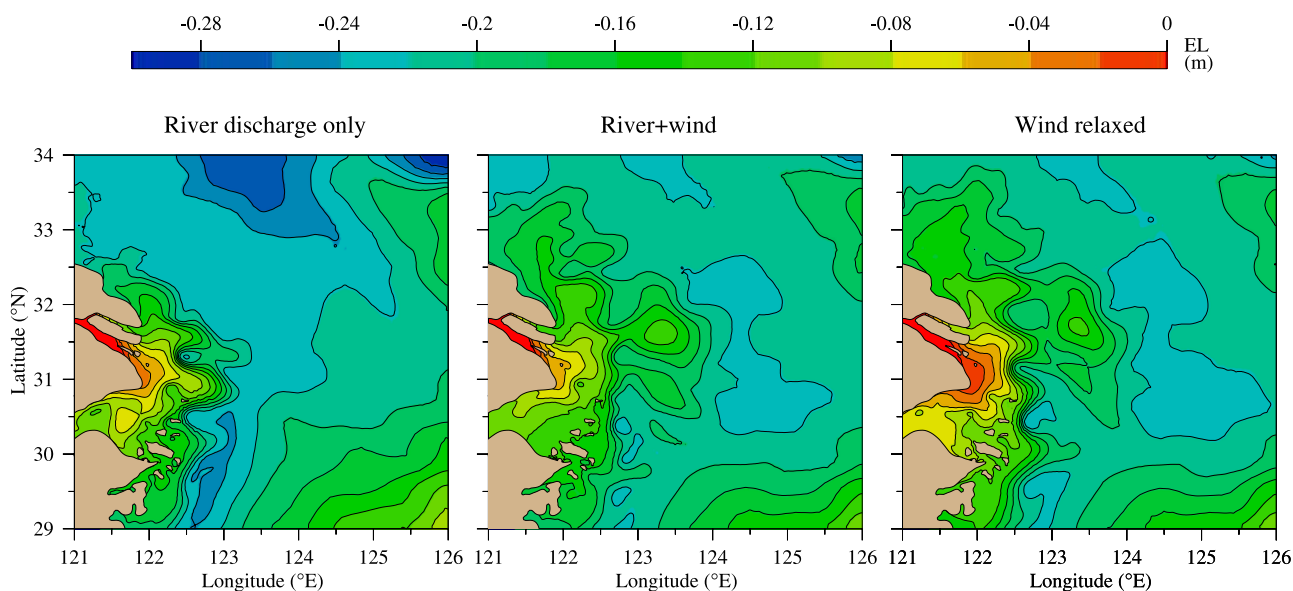 -0.28 -0.24 -0.2 -0.16 -0.12 -0.08 -0.04 0
EL
(m)
River discharge only River+wind Wind relaxed
34
33
32
31
30
29
Latitude (°N)
121 122 123 124 125 126 121 122 123 124 125 126 121 122 123 124 125 126
Longitude (°E) Longitude (°E) Longitude (°E)